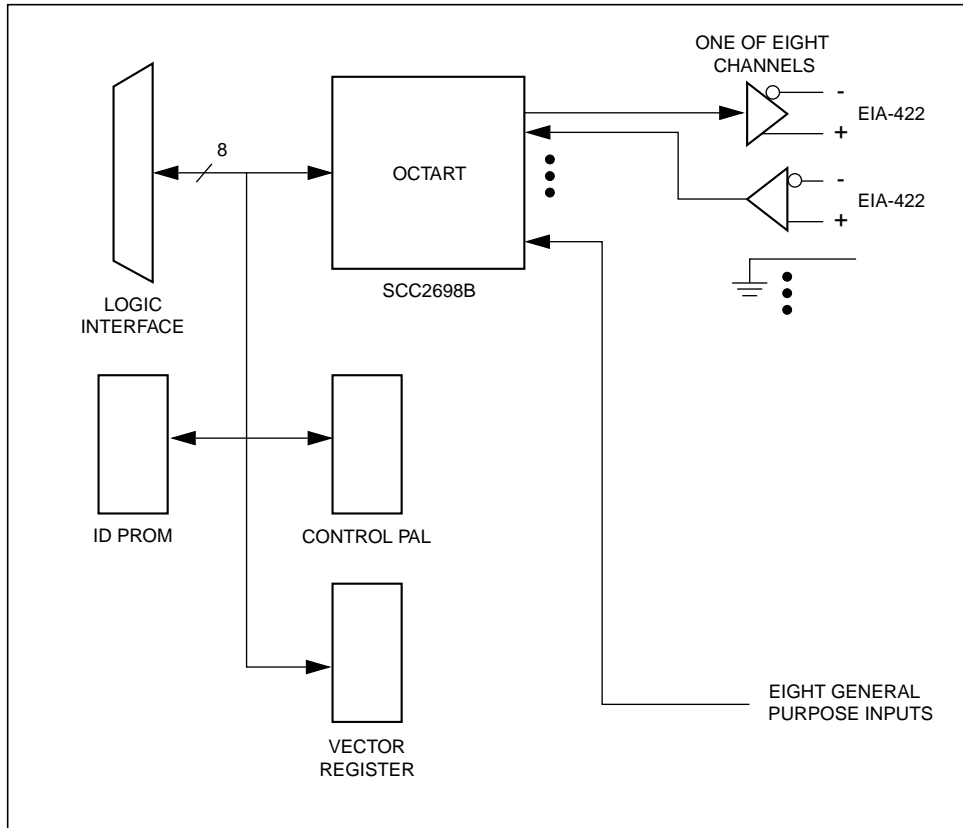 ONE OF EIGHT
CHANNELS
-
EIA-422
+
8
OCTART
-
EIA-422
+
SCC2698B
LOGIC
INTERFACE
ID PROM
CONTROL PAL
EIGHT GENERAL
PURPOSE INPUTS
VECTOR
REGISTER